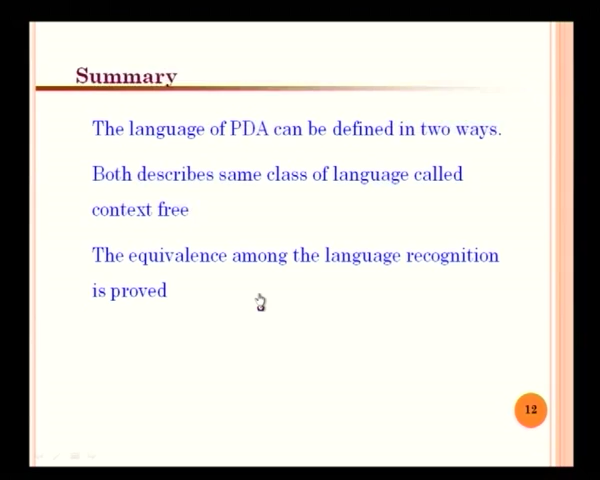 Summary
The language of PDA can be defined in two ways.
Both describes same class of language called
context free
The equivalence among the language recognition
is proved
12